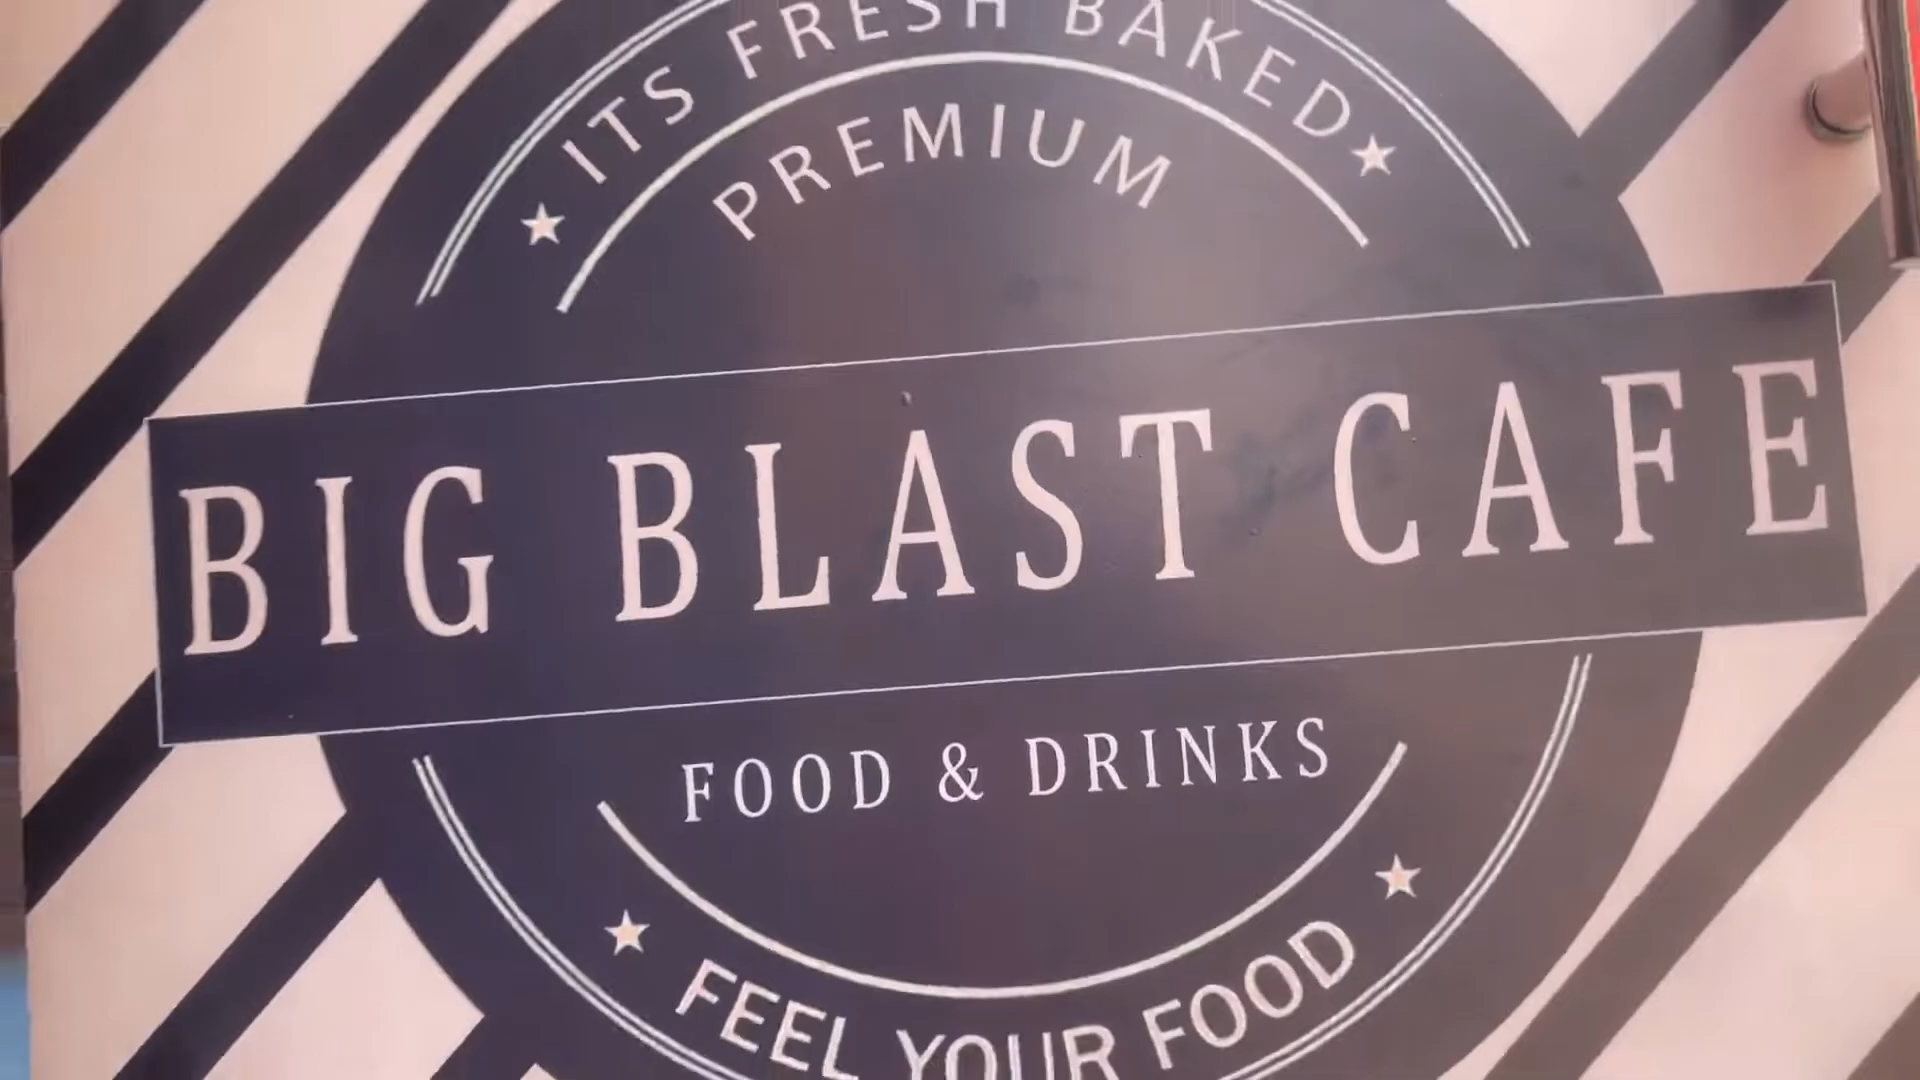 ITS FRESH BAKED
PREMIUM
BIG BLAST CAFE
FOOD & DRINKS
FEEL YOUR FOOD